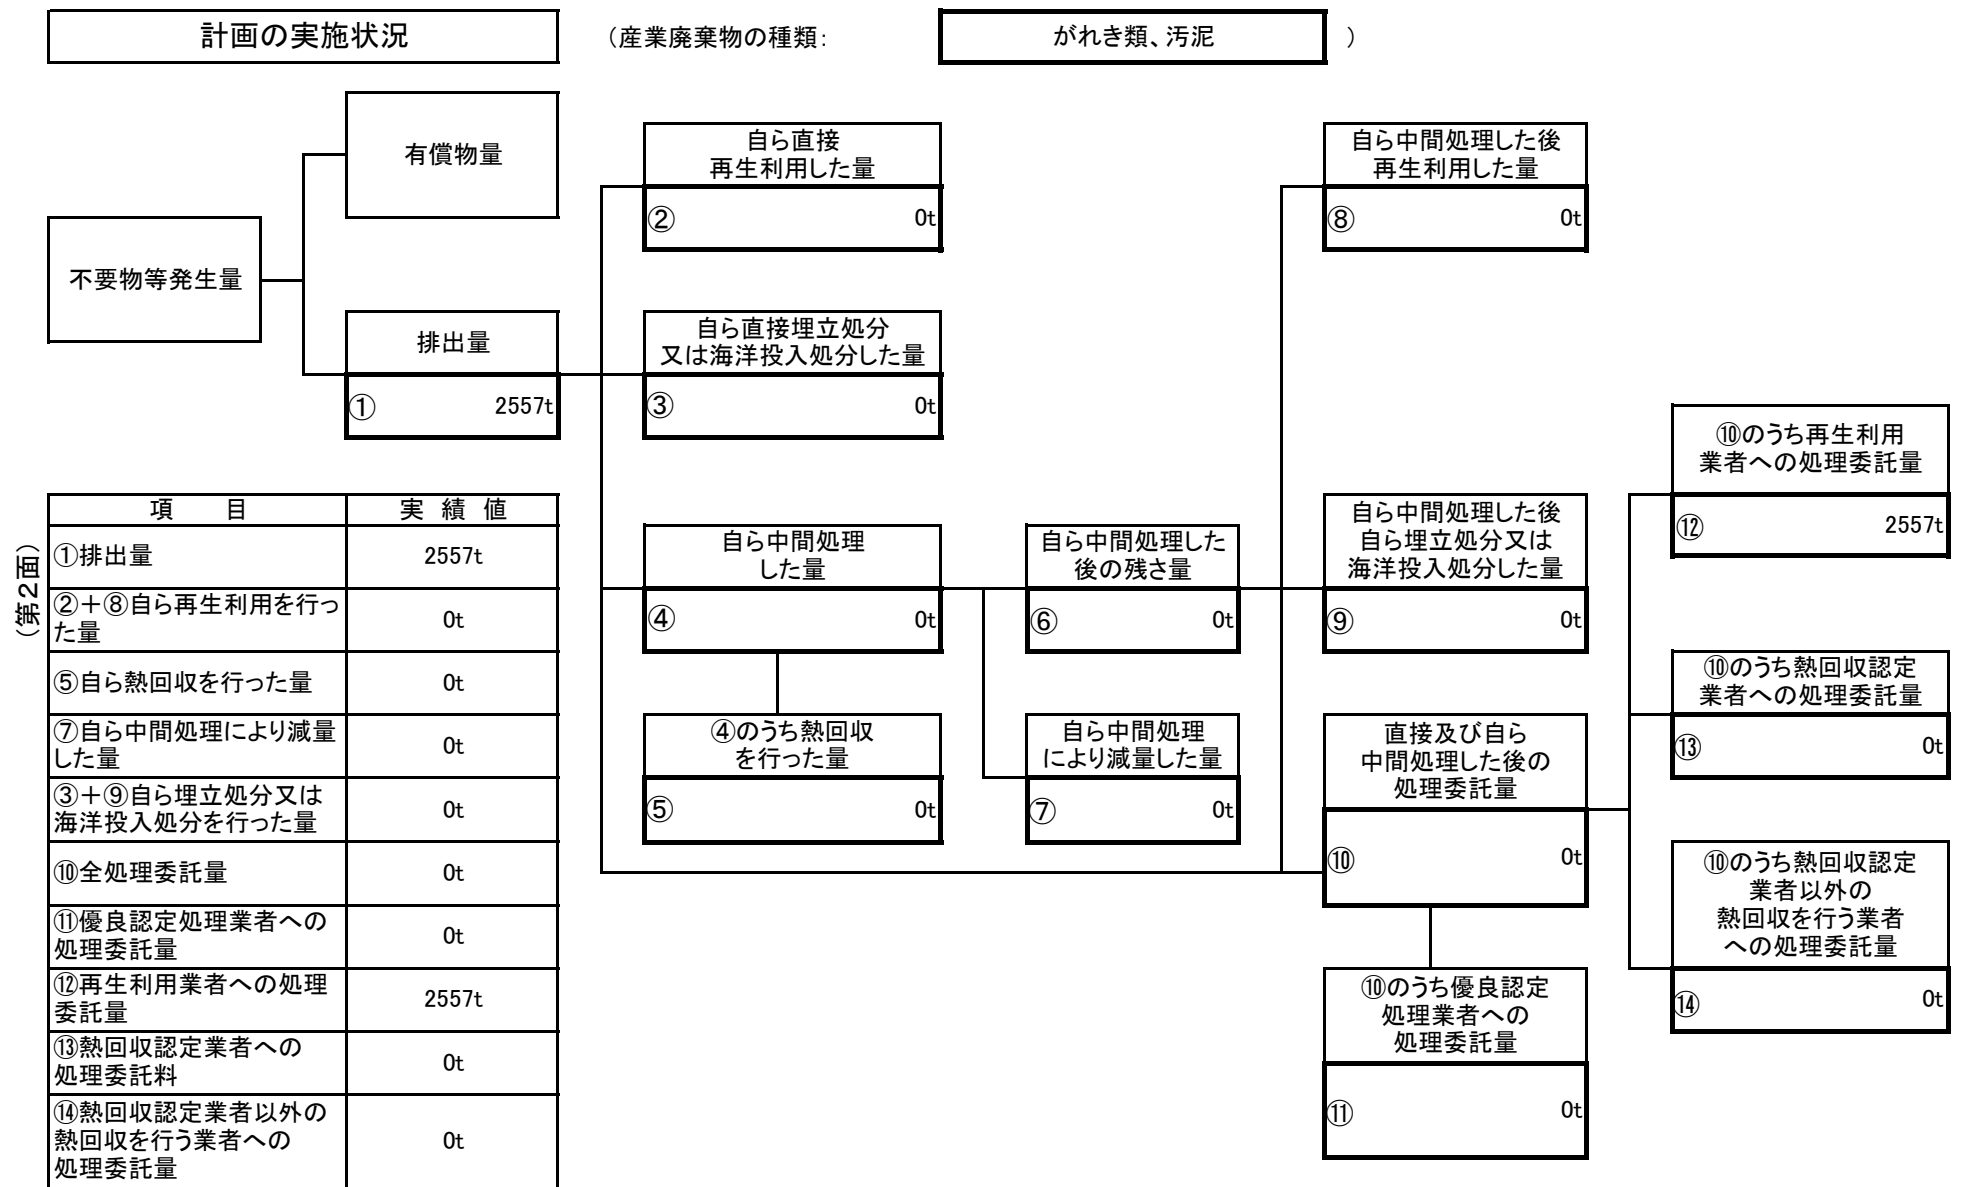 計画の実施状況
（産業廃棄物の種類：
がれき類、汚泥
）
有償物量
不要物等発生量
排出量
① 2557t
自ら直接
再生利用した量
② 0t
自ら直接埋立処分
又は海洋投入処分した量
③ 0t
自ら中間処理
した量
④ 0t
④のうち熱回収
を行った量
⑤ 0t
自ら中間処理した
後の残さ量
⑥ 0t
自ら中間処理
により減量した量
⑦ 0t
自ら中間処理した後
再生利用した量
⑧ 0t
自ら中間処理した後
自ら埋立処分又は
海洋投入処分した量
⑨ 0t
直接及び自ら
中間処理した後の
処理委託量
⑩ 0t
⑩のうち優良認定
処理業者への
処理委託量
⑪ 0t
⑩のうち再生利用
業者への処理委託量
⑫ 2557t
⑩のうち熱回収認定
業者への処理委託量
⑬ 0t
⑩のうち熱回収認定
業者以外の
熱回収を行う業者
への処理委託量
⑭ 0t
（第2面）
項 目 実 績 値
①排出量 2557t
②＋⑧自ら再生利用を行っ
た量 0t
⑤自ら熱回収を行った量 0t
⑦自ら中間処理により減量
した量 0t
③＋⑨自ら埋立処分又は
海洋投入処分を行った量 0t
⑩全処理委託量 0t
⑪優良認定処理業者への
処理委託量 0t
⑫再生利用業者への処理
委託量 2557t
⑬熱回収認定業者への
処理委託料 0t
⑭熱回収認定業者以外の
熱回収を行う業者への
処理委託量 0t